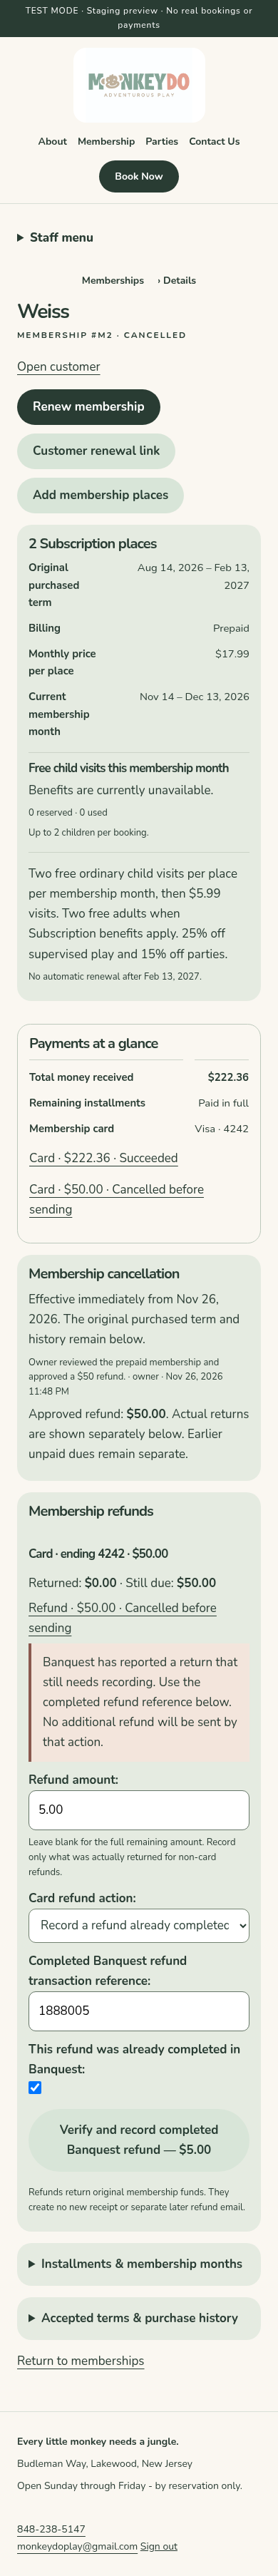 TEST MODE · Staging preview · No real bookings or
payments
MONKEYDO
ADVENTUROUS PLAY
About Membership Parties Contact Us
Book Now
▶ Staff menu
Memberships › Details
Weiss
MEMBERSHIP #M2 · CANCELLED
Open customer
Renew membership
Customer renewal link
Add membership places
2 Subscription places
Original purchased term Aug 14, 2026 – Feb 13, 2027
Billing Prepaid
Monthly price per place $17.99
Current membership month Nov 14 – Dec 13, 2026
Free child visits this membership month
Benefits are currently unavailable.
0 reserved · 0 used
Up to 2 children per booking.
Two free ordinary child visits per place
per membership month, then $5.99
visits. Two free adults when
Subscription benefits apply. 25% off
supervised play and 15% off parties.
No automatic renewal after Feb 13, 2027.
Payments at a glance
Total money received $222.36
Remaining installments Paid in full
Membership card Visa · 4242
Card · $222.36 · Succeeded
Card · $50.00 · Cancelled before
sending
Membership cancellation
Effective immediately from Nov 26,
2026. The original purchased term and
history remain below.
Owner reviewed the prepaid membership and
approved a $50 refund. · owner · Nov 26, 2026
11:48 PM
Approved refund: $50.00. Actual returns
are shown separately below. Earlier
unpaid dues remain separate.
Membership refunds
Card · ending 4242 · $50.00
Returned: $0.00 · Still due: $50.00
Refund · $50.00 · Cancelled before
sending
Banquest has reported a return that
still needs recording. Use the
completed refund reference below.
No additional refund will be sent by
that action.
Refund amount:
5.00
Leave blank for the full remaining amount. Record
only what was actually returned for non-card
refunds.
Card refund action:
Record a refund already completec
Completed Banquest refund
transaction reference:
1888005
This refund was already completed in
Banquest:
Verify and record completed
Banquest refund — $5.00
Refunds return original membership funds. They
create no new receipt or separate later refund email.
▶ Installments & membership months
▶ Accepted terms & purchase history
Return to memberships
Every little monkey needs a jungle.
Budleman Way, Lakewood, New Jersey
Open Sunday through Friday - by reservation only.
848-238-5147
monkeydoplay@gmail.com Sign out